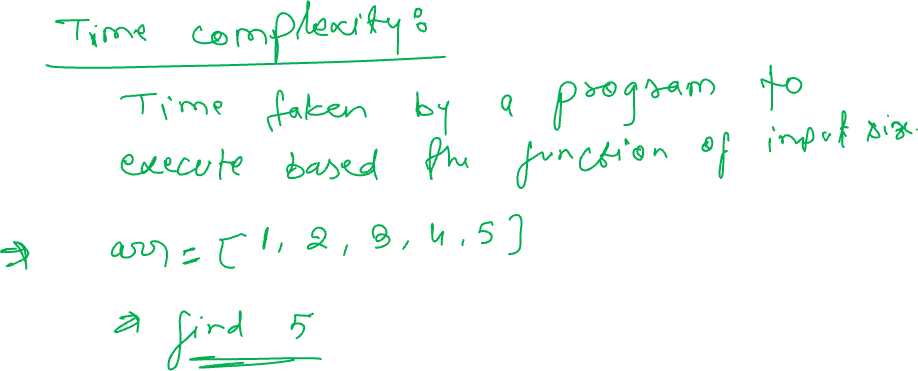 Time complexity:
Time taken by a program to
execute based the function of input size.
⇒ arr = [1, 2, 3, 4, 5]
⇒ find 5